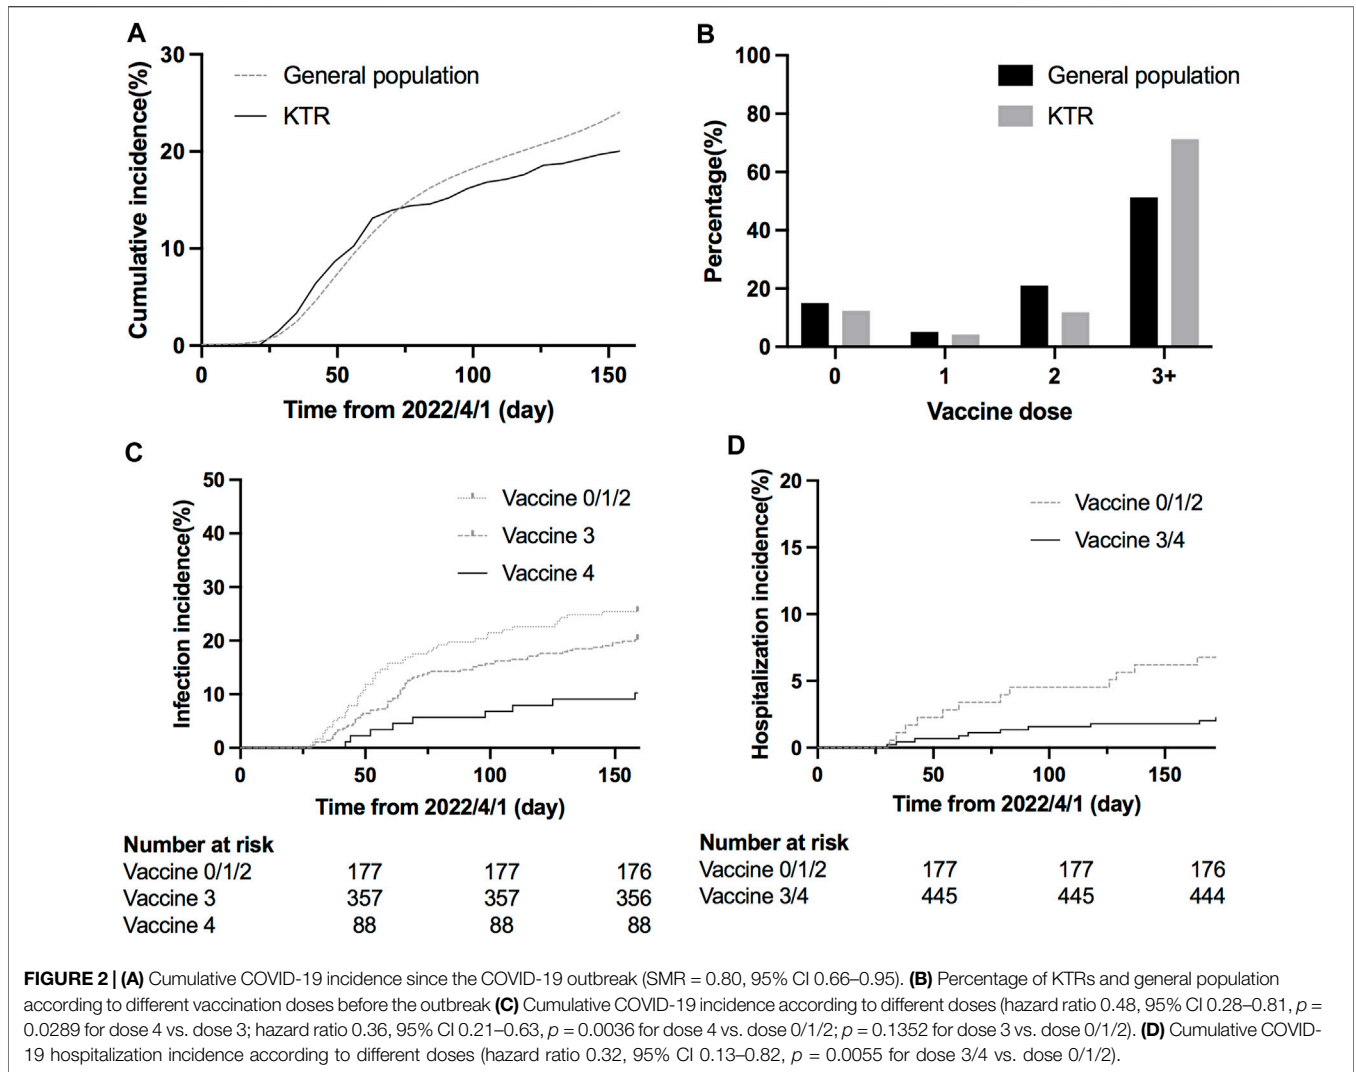 A
30
20
10
0
Cumulative incidence(%)
General population
KTR
0 50 100 150
Time from 2022/4/1 (day)
B
100
80
60
40
20
0
Percentage(%)
General population
KTR
0 1 2 3+
Vaccine dose
C
50
40
30
20
10
0
Infection incidence(%)
Vaccine 0/1/2
Vaccine 3
Vaccine 4
0 50 100 150
Time from 2022/4/1 (day)
Number at risk
Vaccine 0/1/2 177 177 176
Vaccine 3 357 357 356
Vaccine 4 88 88 88
D
20
15
10
5
0
Hospitalization incidence(%)
Vaccine 0/1/2
Vaccine 3/4
0 50 100 150
Time from 2022/4/1 (day)
Number at risk
Vaccine 0/1/2 177 177 176
Vaccine 3/4 445 445 444
FIGURE 2 | (A) Cumulative COVID-19 incidence since the COVID-19 outbreak (SMR = 0.80, 95% CI 0.66–0.95). (B) Percentage of KTRs and general population
according to different vaccination doses before the outbreak (C) Cumulative COVID-19 incidence according to different doses (hazard ratio 0.48, 95% CI 0.28–0.81, p =
0.0289 for dose 4 vs. dose 3; hazard ratio 0.36, 95% CI 0.21–0.63, p = 0.0036 for dose 4 vs. dose 0/1/2; p = 0.1352 for dose 3 vs. dose 0/1/2). (D) Cumulative COVID-
19 hospitalization incidence according to different doses (hazard ratio 0.32, 95% CI 0.13–0.82, p = 0.0055 for dose 3/4 vs. dose 0/1/2).